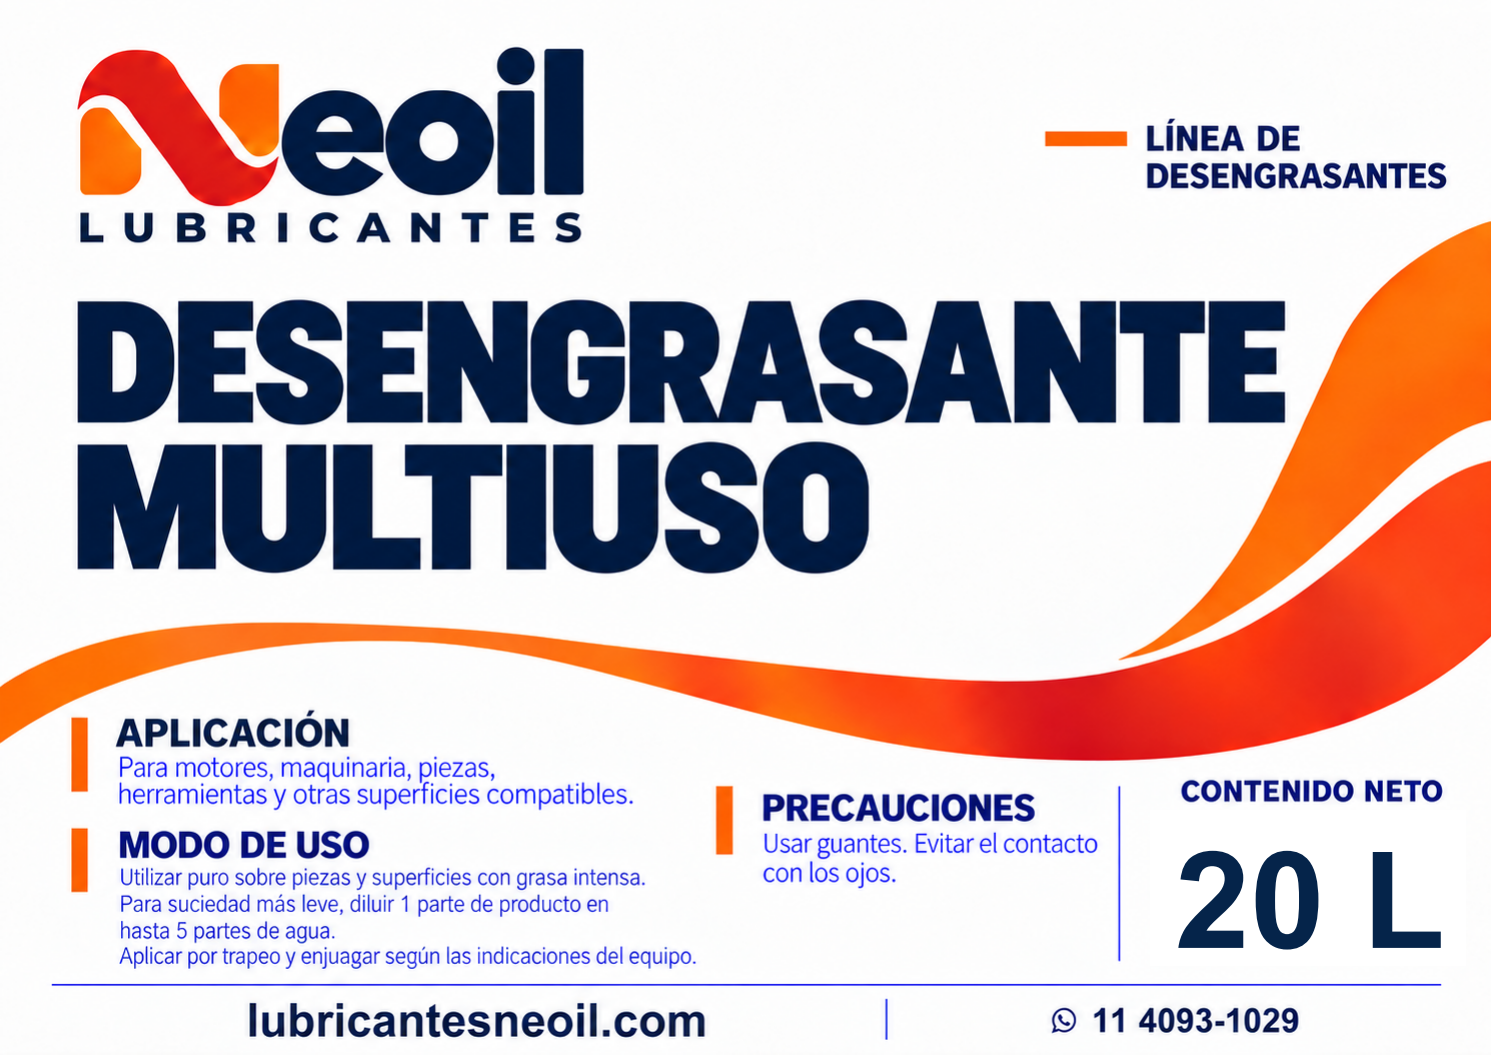 Neoil
LUBRICANTES
LÍNEA DE
DESENGRASANTES
DESENGRASANTE
MULTIUSO
APLICACIÓN
Para motores, maquinaria, piezas,
herramientas y otras superficies compatibles.
MODO DE USO
Utilizar puro sobre piezas y superficies con grasa intensa.
Para suciedad más leve, diluir 1 parte de producto en
hasta 5 partes de agua.
Aplicar por trapeo y enjuagar según las indicaciones del equipo.
PRECAUCIONES
Usar guantes. Evitar el contacto
con los ojos.
CONTENIDO NETO
20 L
lubricantesneoil.com
11 4093-1029